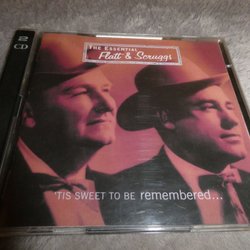 2
CD
THE ESSENTIAL
Flatt & Scruggs
'TIS SWEET TO BE remembered...